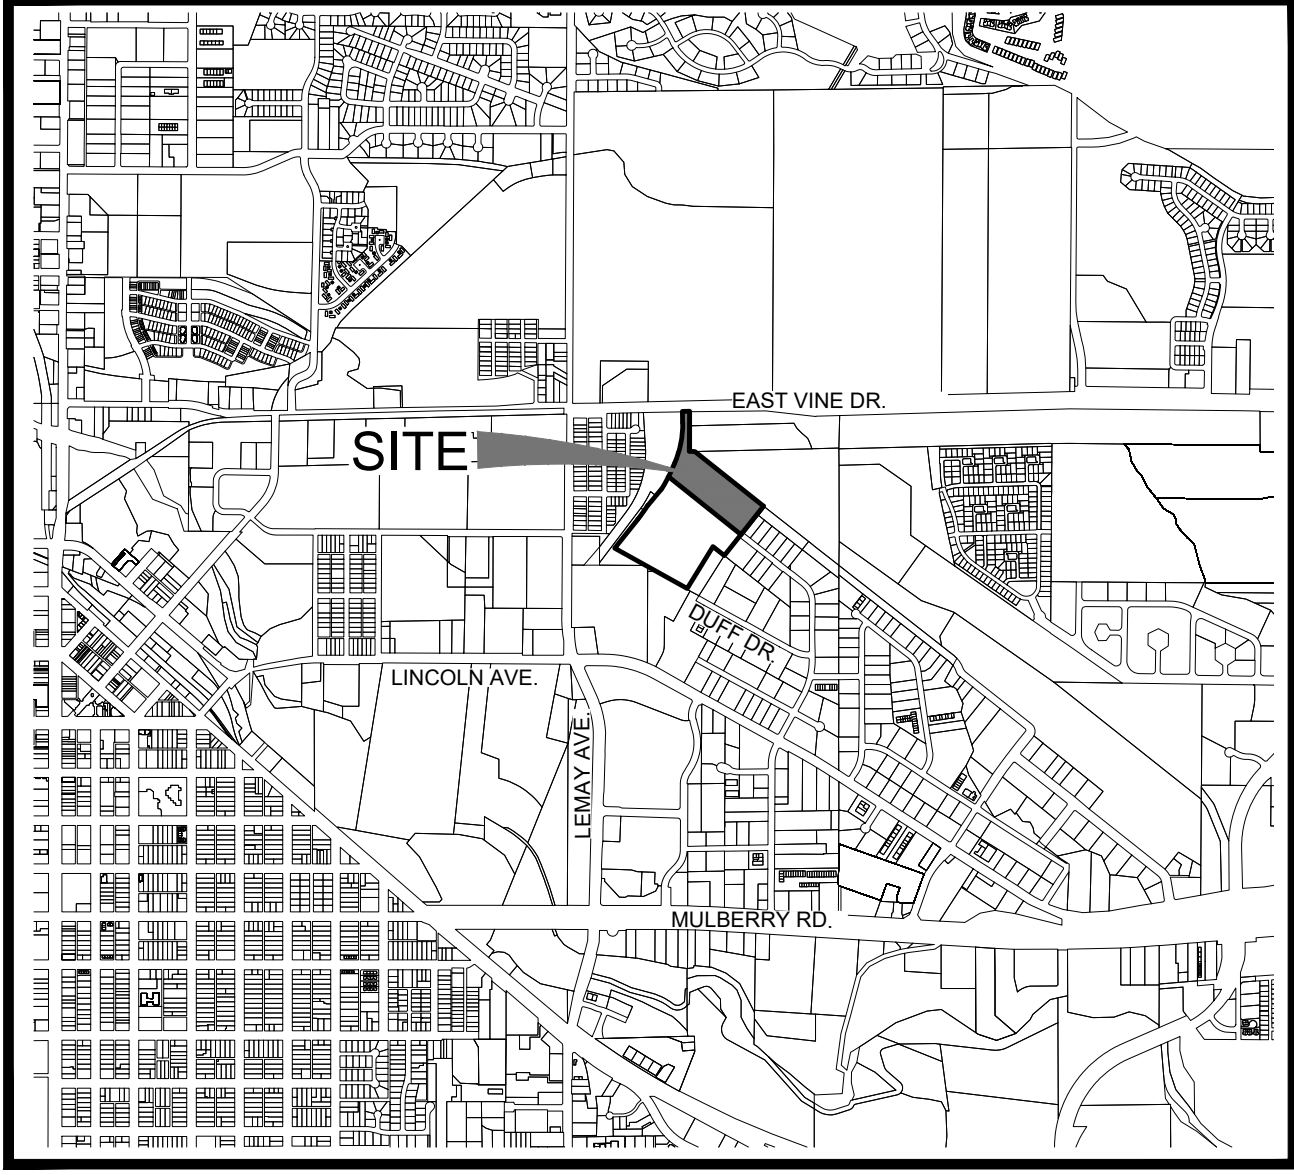 EAST VINE DR.
SITE
DUFF DR.
LINCOLN AVE.
LEMAY AVE.
MULBERRY RD.